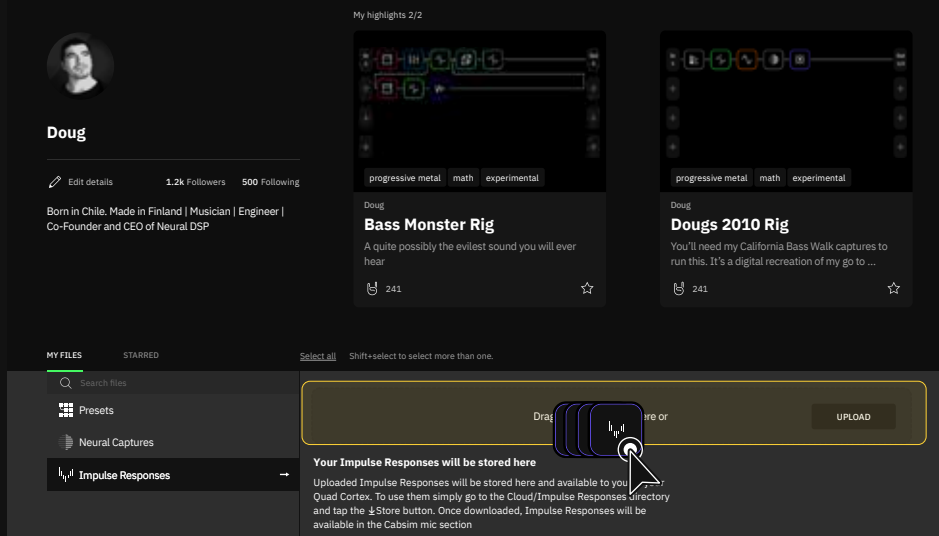 My highlights 2/2
Doug
Edit details
1.2k Followers
500 Following
Born in Chile. Made in Finland | Musician | Engineer |
Co-Founder and CEO of Neural DSP
progressive metal
math
experimental
Doug
Bass Monster Rig
A quite possibly the evilest sound you will ever
hear
241
progressive metal
math
experimental
Doug
Dougs 2010 Rig
You'll need my California Bass Walk captures to
run this. It's a digital recreation of my go to ...
241
MY FILES
STARRED
Select all
Shift+select to select more than one.
Search files
Presets
Neural Captures
Impulse Responses
or
UPLOAD
Your Impulse Responses will be stored here
Uploaded Impulse Responses will be stored here and available to
Quad Cortex. To use them simply go to the Cloud/Impulse Responses directory
and tap the Store button. Once downloaded, Impulse Responses will be
available in the Cabsim mic section